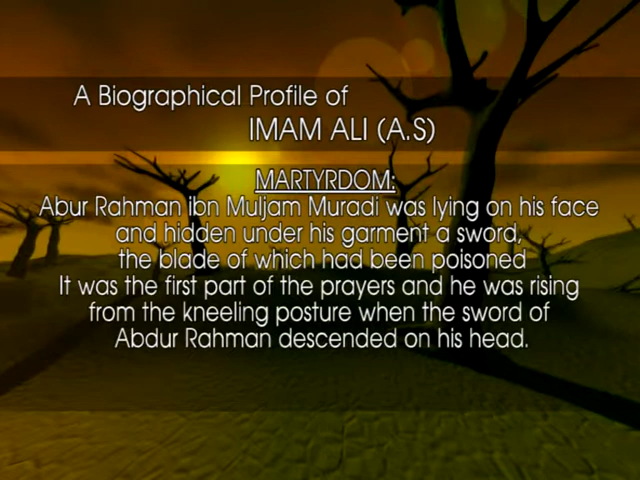 A Biographical Profile of
IMAM ALI (A.S)
MARTYRDOM:
Abur Rahman ibn Muljam Muradi was lying on his face
and hidden under his garment a sword,
the blade of which had been poisoned
It was the first part of the prayers and he was rising
from the kneeling posture when the sword of
Abdur Rahman descended on his head.